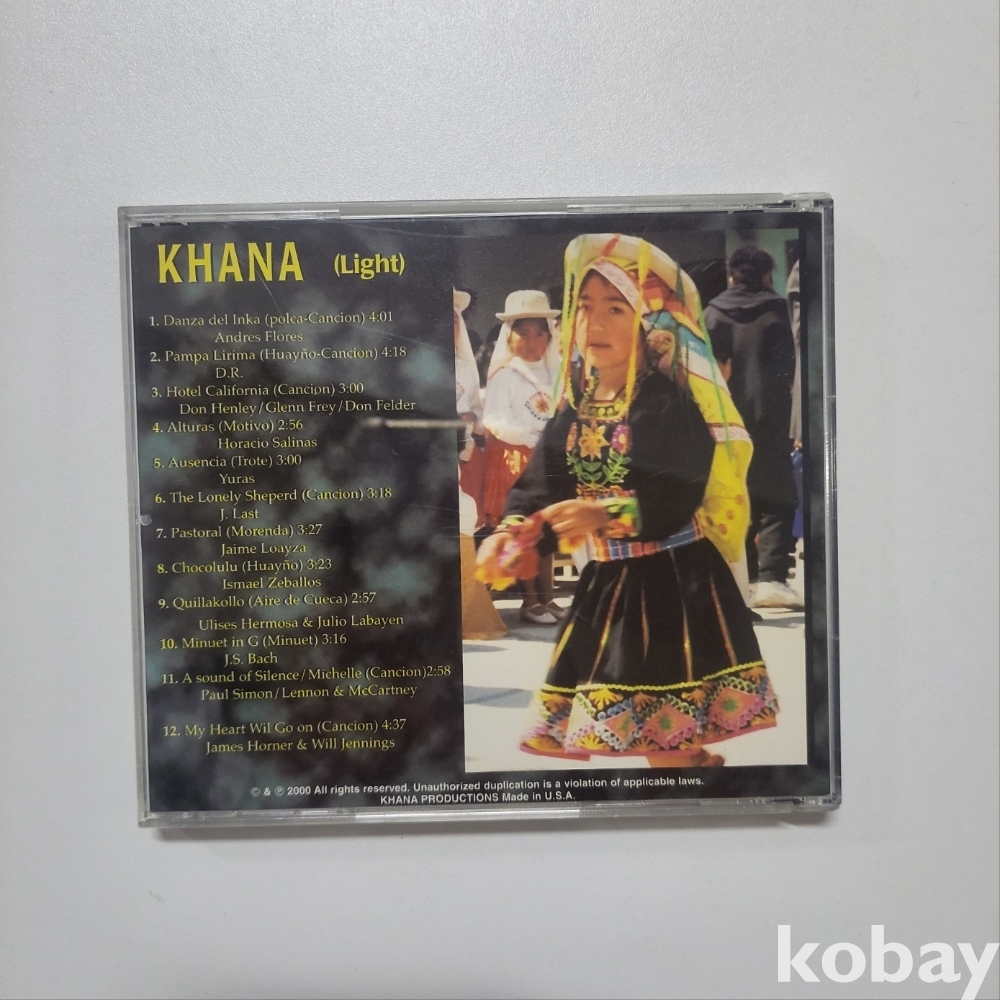 KHANA (Light)
1. Danza del Inka (polca-Cancion) 4:01
Andres Flores
2. Pampa Lirima (Huayño-Cancion) 4:18
D.R.
3. Hotel California (Cancion) 3:00
Don Henley/Glenn Frey/Don Felder
4. Alturas (Motivo) 2:56
Horacio Salinas
5. Ausencia (Trote) 3:00
Yuras
6. The Lonely Sheperd (Cancion) 3:18
J. Last
7. Pastoral (Morenda) 3:27
Jaime Loayza
8. Chocolulu (Huayño) 3:23
Ismael Zeballos
9. Quillakollo (Aire de Cueca) 2:57
Ulises Hermosa & Julio Labayen
10. Minuet in G (Minuet) 3:16
J.S. Bach
11. A sound of Silence/Michelle (Cancion)2:58
Paul Simon/Lennon & McCartney
12. My Heart Wil Go on (Cancion) 4:37
James Horner & Will Jennings
© & ℗ 2000 All rights reserved. Unauthorized duplication is a violation of applicable laws.
KHANA PRODUCTIONS Made in U.S.A.
kobay